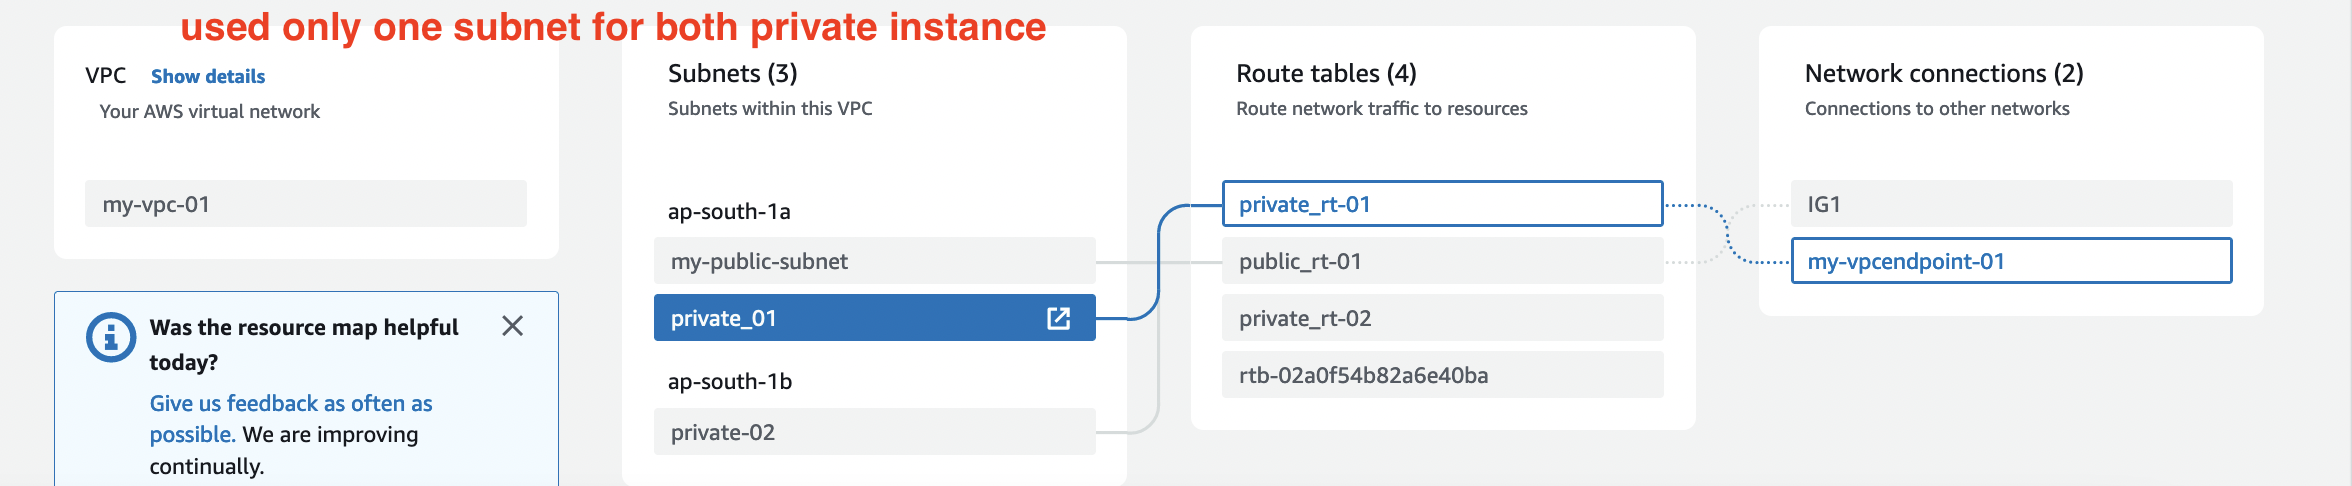 used only one subnet for both private instance
VPC Show details
Your AWS virtual network
my-vpc-01
Was the resource map helpful
today?
Give us feedback as often as
possible. We are improving
continually.
Subnets (3)
Subnets within this VPC
ap-south-1a
my-public-subnet
private_01
ap-south-1b
private-02
Route tables (4)
Route network traffic to resources
private_rt-01
public_rt-01
private_rt-02
rtb-02a0f54b82a6e40ba
Network connections (2)
Connections to other networks
IG1
my-vpcendpoint-01